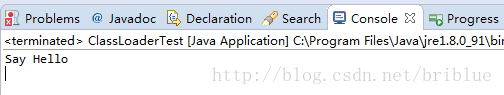 Problems @ Javadoc Declaration Search Console Progress
<terminated> ClassLoaderTest [Java Application] C:\Program Files\Java\jre1.8.0_91\bin
Say Hello
http://blog.csdn.net/briblue